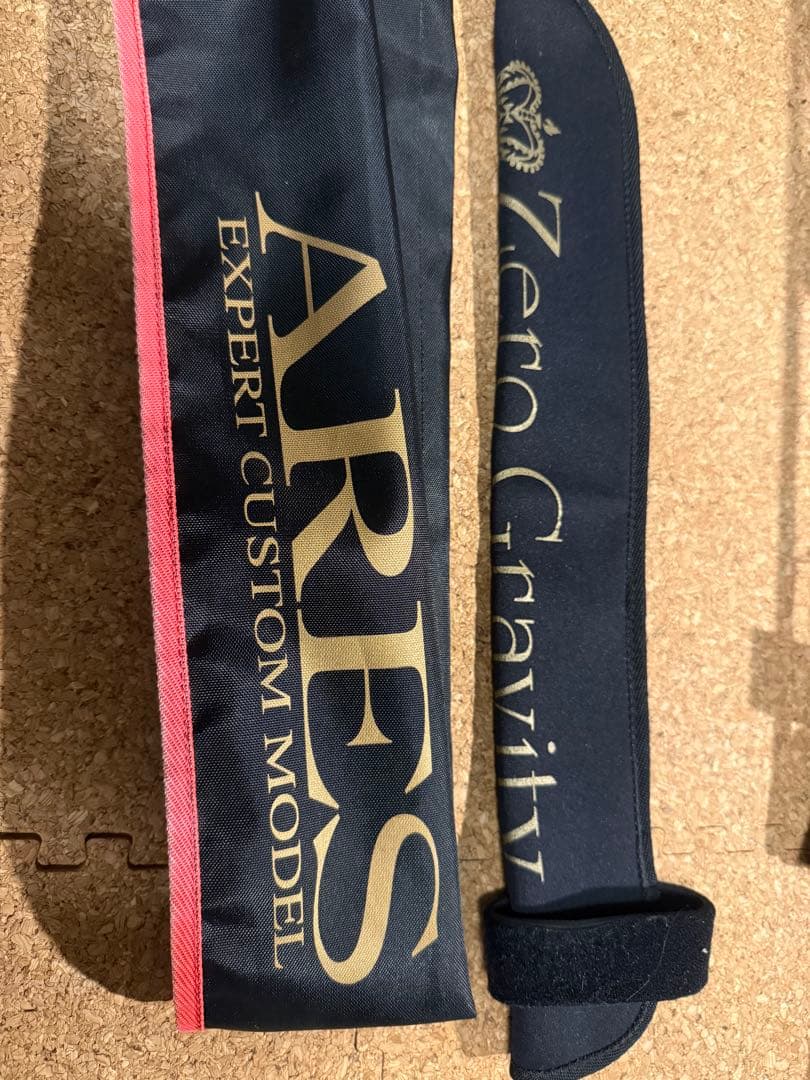 ARES
EXPERT CUSTOM MODEL
Zero Gravity